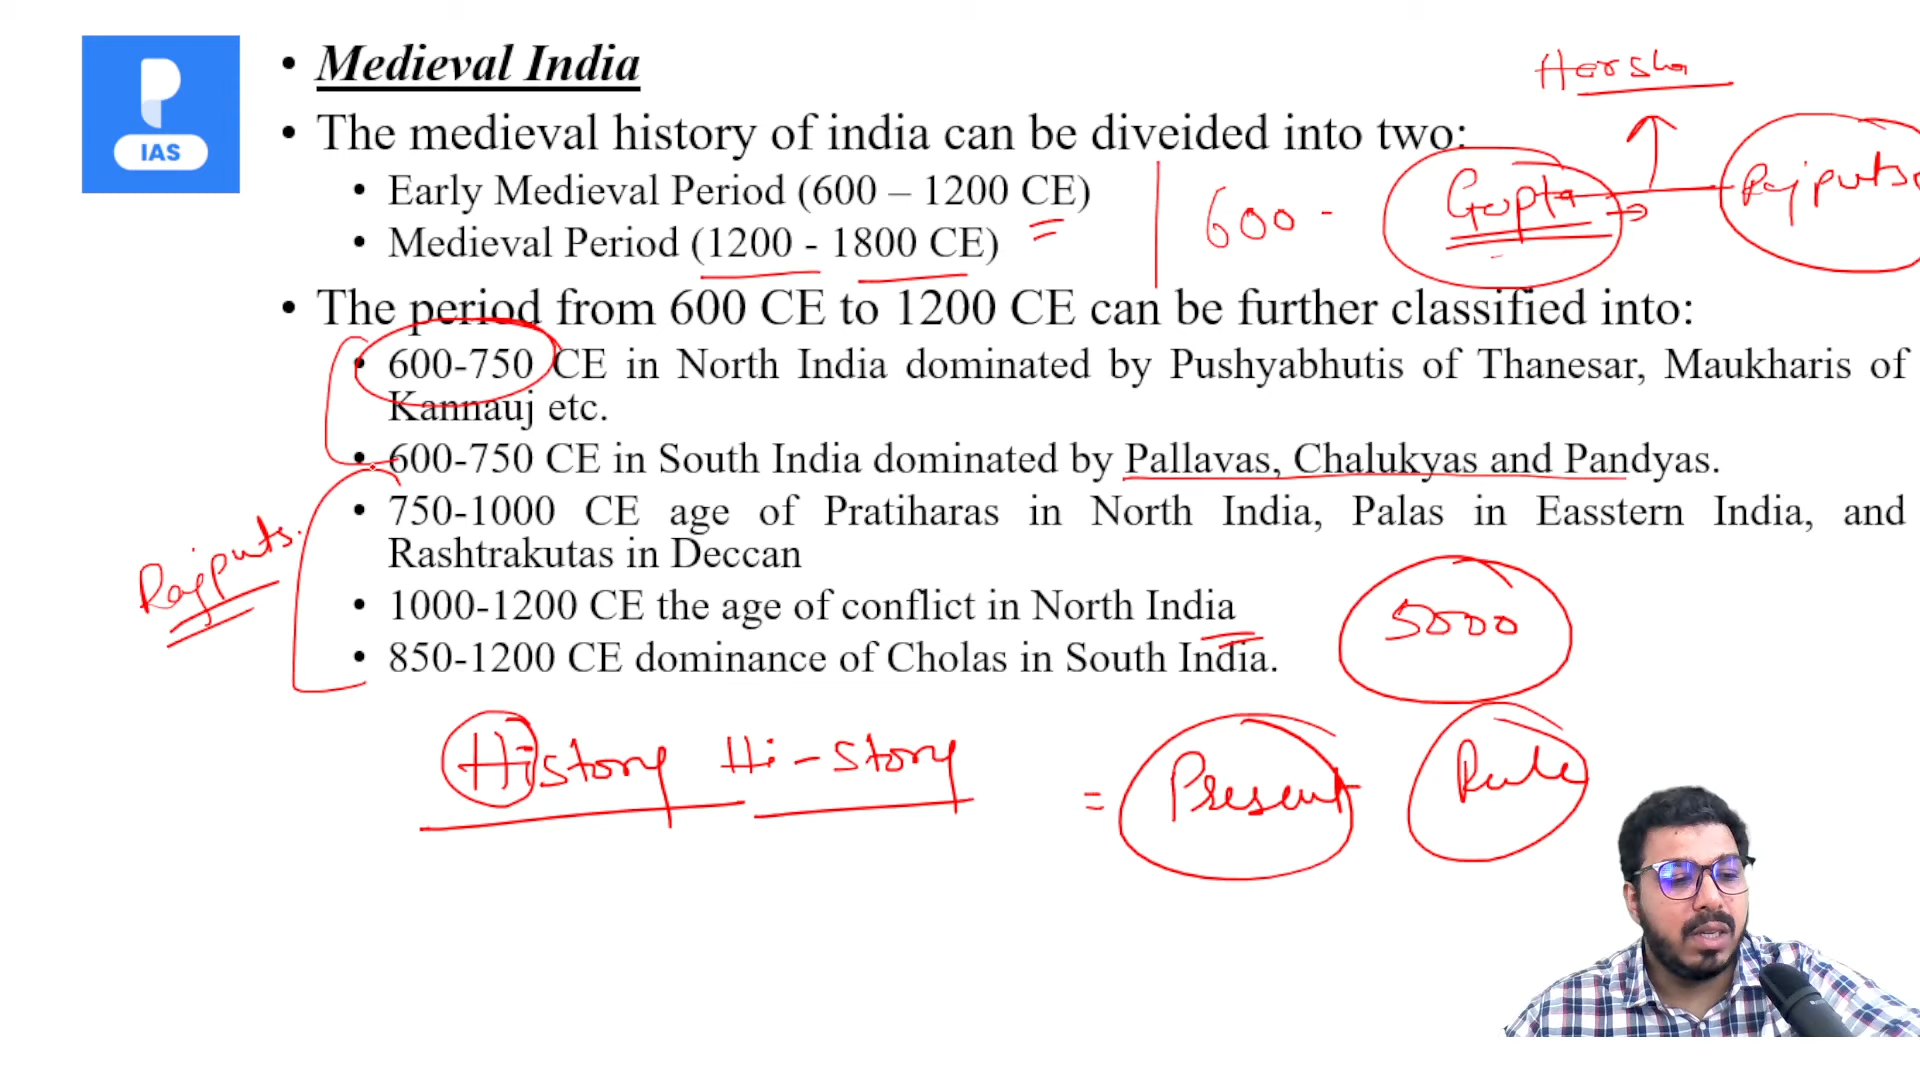 IAS
• Medieval India
Harsha
• The medieval history of india can be diveided into two:
• Early Medieval Period (600 – 1200 CE)
600 -
Gupta
Rajputs
• Medieval Period (1200 - 1800 CE)
• The period from 600 CE to 1200 CE can be further classified into:
• 600-750 CE in North India dominated by Pushyabhutis of Thanesar, Maukharis of
Kannauj etc.
• 600-750 CE in South India dominated by Pallavas, Chalukyas and Pandyas.
• 750-1000 CE age of Pratiharas in North India, Palas in Easstern India, and
Rashtrakutas in Deccan
Rajputs.
• 1000-1200 CE the age of conflict in North India
5000
• 850-1200 CE dominance of Cholas in South India.
History Hi-story
= Present
Rule